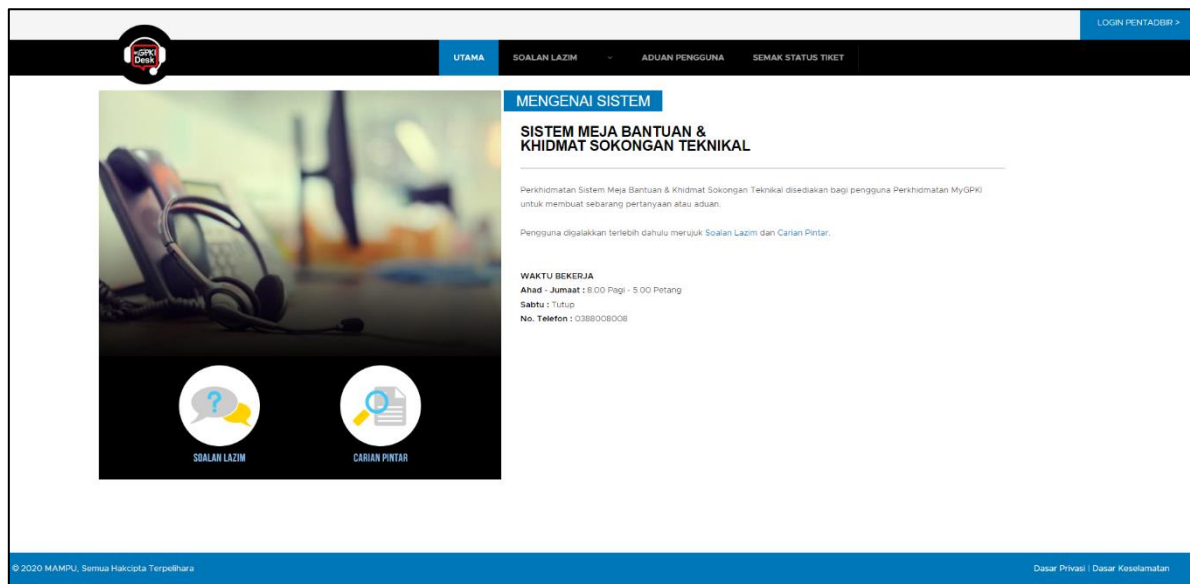 LOGIN PENTADBIR >
MyGPKI
Desk
UTAMA
SOALAN LAZIM
ADUAN PENGGUNA
SEMAK STATUS TIKET
MENGENAI SISTEM
SISTEM MEJA BANTUAN &
KHIDMAT SOKONGAN TEKNIKAL
Perkhidmatan Sistem Meja Bantuan & Khidmat Sokongan Teknikal disediakan bagi pengguna Perkhidmatan MyGPKI
untuk membuat sebarang pertanyaan atau aduan.
Pengguna digalakkan terlebih dahulu merujuk Soalan Lazim dan Carian Pintar.
WAKTU BEKERJA
Ahad - Jumaat : 8:00 Pagi - 5:00 Petang
Sabtu : Tutup
No. Telefon : 0388008008
SOALAN LAZIM
CARIAN PINTAR
© 2020 MAMPU, Semua Hakcipta Terpelihara
Dasar Privasi | Dasar Keselamatan